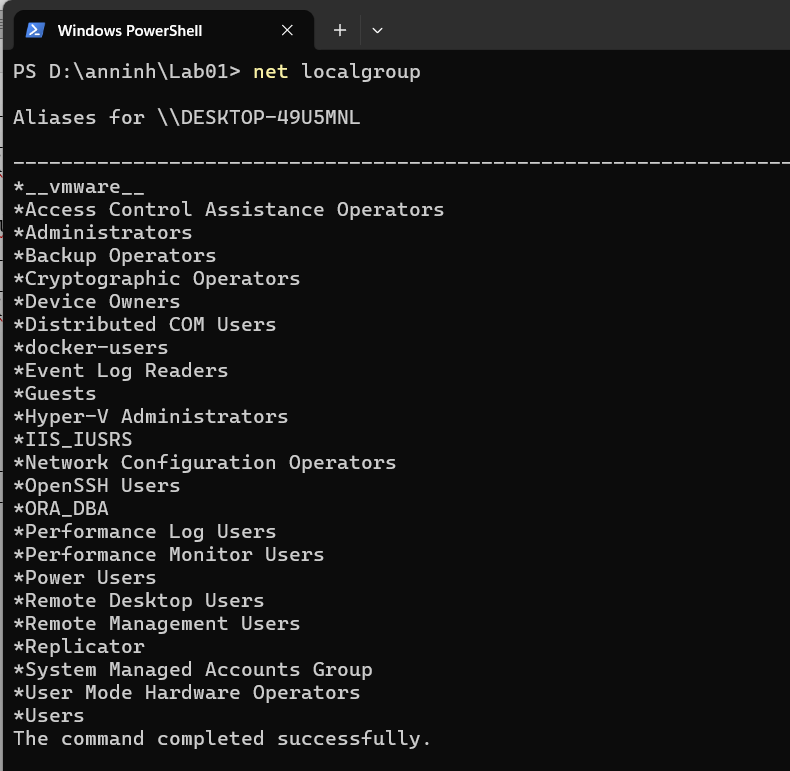 Windows PowerShell
PS D:\anninh\Lab01> net localgroup
Aliases for \\DESKTOP-49U5MNL
-------------------------------------------------------------------------------
*__vmware__
*Access Control Assistance Operators
*Administrators
*Backup Operators
*Cryptographic Operators
*Device Owners
*Distributed COM Users
*docker-users
*Event Log Readers
*Guests
*Hyper-V Administrators
*IIS_IUSRS
*Network Configuration Operators
*OpenSSH Users
*ORA_DBA
*Performance Log Users
*Performance Monitor Users
*Power Users
*Remote Desktop Users
*Remote Management Users
*Replicator
*System Managed Accounts Group
*User Mode Hardware Operators
*Users
The command completed successfully.